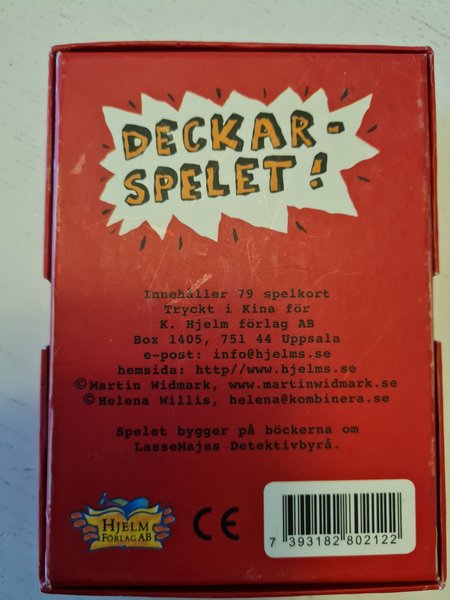 DECKAR-
SPELET!
Innehåller 79 spelkort
Tryckt i Kina för
K. Hjelm förlag AB
Box 1405, 751 44 Uppsala
e-post: info@hjelms.se
hemsida: http//www.hjelms.se
© Martin Widmark, www.martinwidmark.se
© Helena Willis, helena@kombinera.se
Spelet bygger på böckerna om
LasseMajas Detektivbyrå.
HJELM
FÖRLAG AB
CE
7 393182 802122